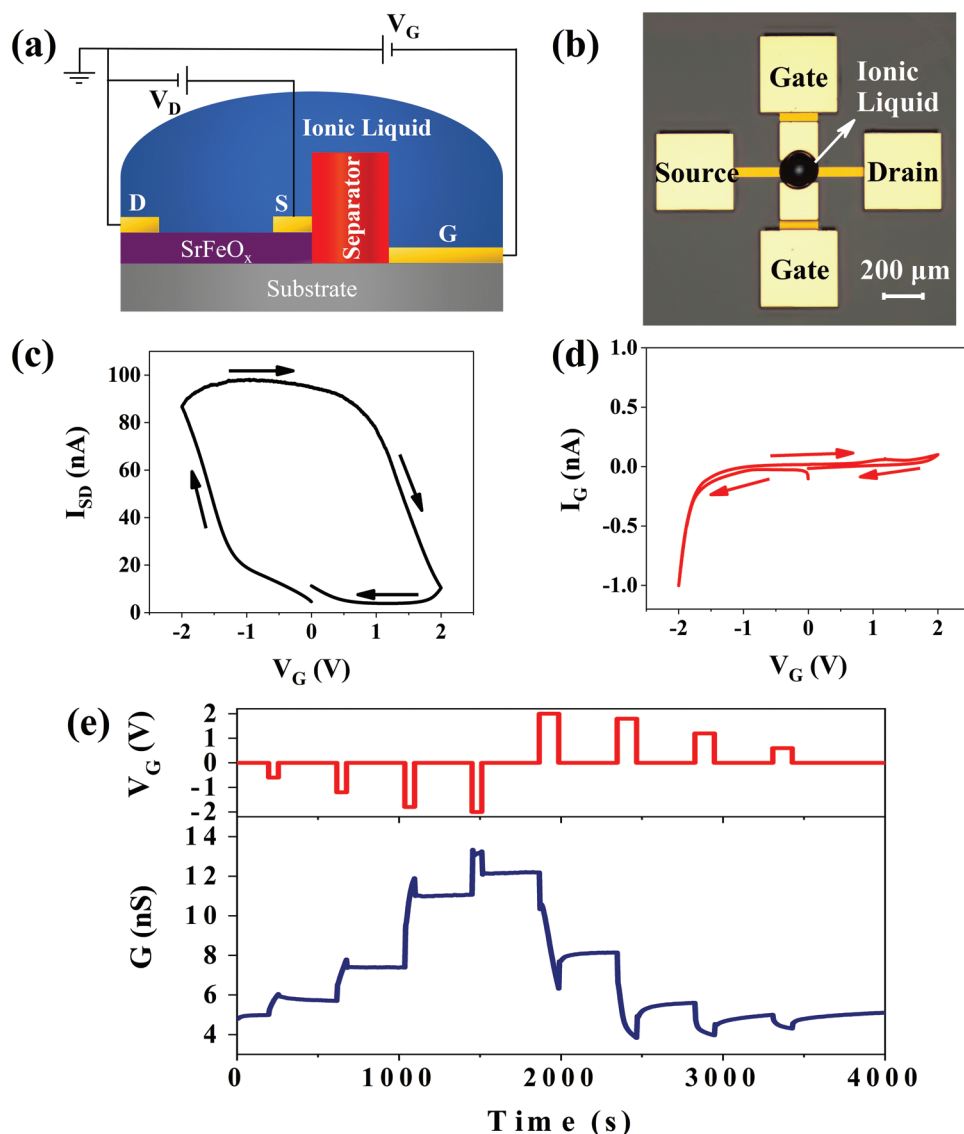 (a)
V_G
V_D
Ionic Liquid
D
S
Separator
G
SrFeO_x
Substrate
(b)
Gate
Ionic
Liquid
Source
Drain
Gate
200 µm
(c)
I_SD (nA)
100
80
60
40
20
0
-2
-1
0
1
2
V_G (V)
(d)
I_G (nA)
1.0
0.5
0.0
-0.5
-1.0
-2
-1
0
1
2
V_G (V)
(e)
V_G (V)
2
1
0
-1
-2
G (nS)
14
12
10
8
6
4
0
1000
2000
3000
4000
Time (s)